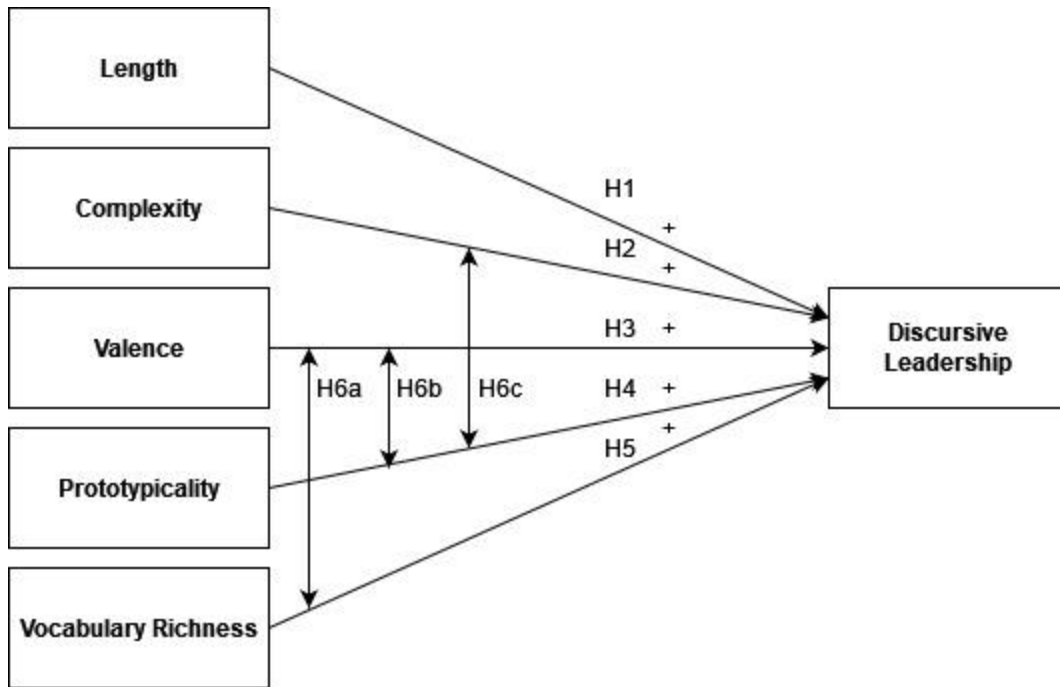 Length
H1
+
Complexity
H2
+
Valence
H3 +
Discursive
Leadership
H6a
H6b
H6c
H4 +
+
H5
Prototypicality
Vocabulary Richness